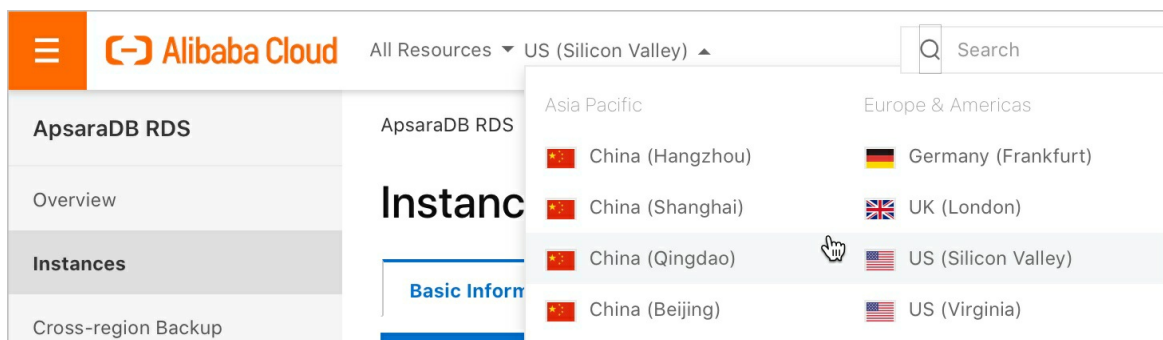 Alibaba Cloud All Resources US (Silicon Valley) Search
ApsaraDB RDS
Overview
Instances
Cross-region Backup
ApsaraDB RDS
Instanc
Basic Inform
Asia Pacific
China (Hangzhou)
China (Shanghai)
China (Qingdao)
China (Beijing)
Europe & Americas
Germany (Frankfurt)
UK (London)
US (Silicon Valley)
US (Virginia)